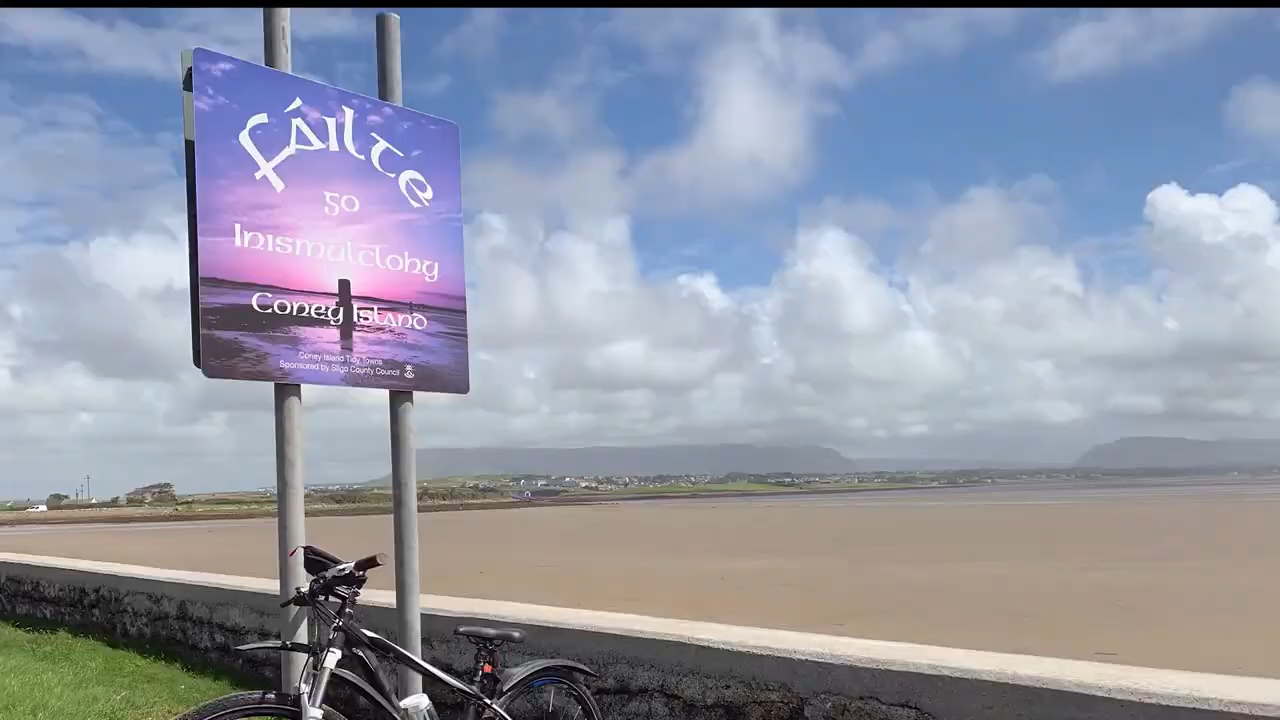 Fáilte
go
Inismulclohy
Coney Island
Coney Island Tidy Towns
Sponsored by Sligo County Council